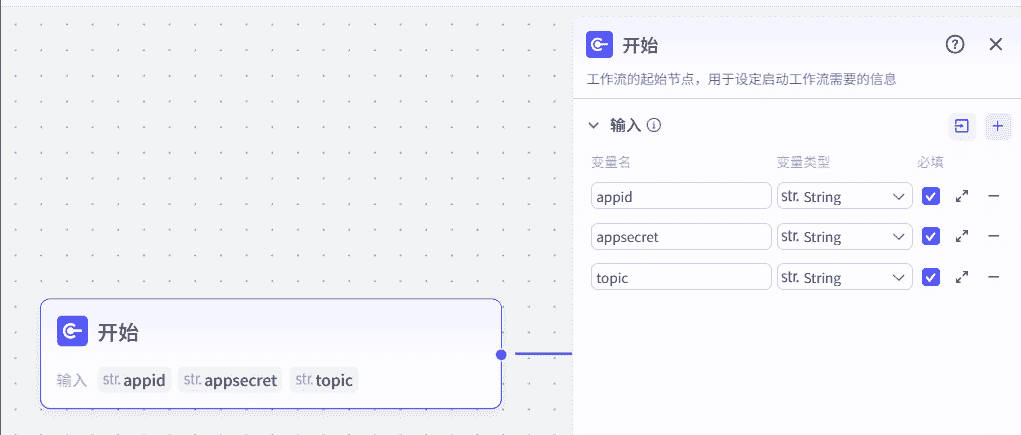 开始
工作流的起始节点，用于设定启动工作流需要的信息
输入
变量名 变量类型 必填
appid str. String
appsecret str. String
topic str. String
开始
输入 str. appid str. appsecret str. topic